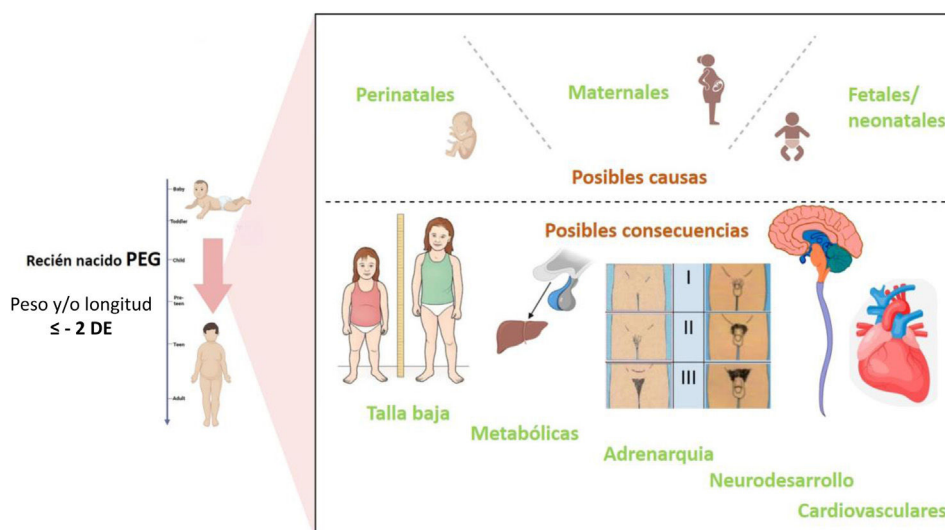 Perinatales
Maternales
Fetales/
neonatales
Posibles causas
Baby
Toddler
Child
Pre-
teen
Teen
Adult
Recién nacido PEG
Peso y/o longitud
≤ - 2 DE
Posibles consecuencias
I
II
III
Talla baja
Metabólicas
Adrenarquia
Neurodesarrollo
Cardiovasculares